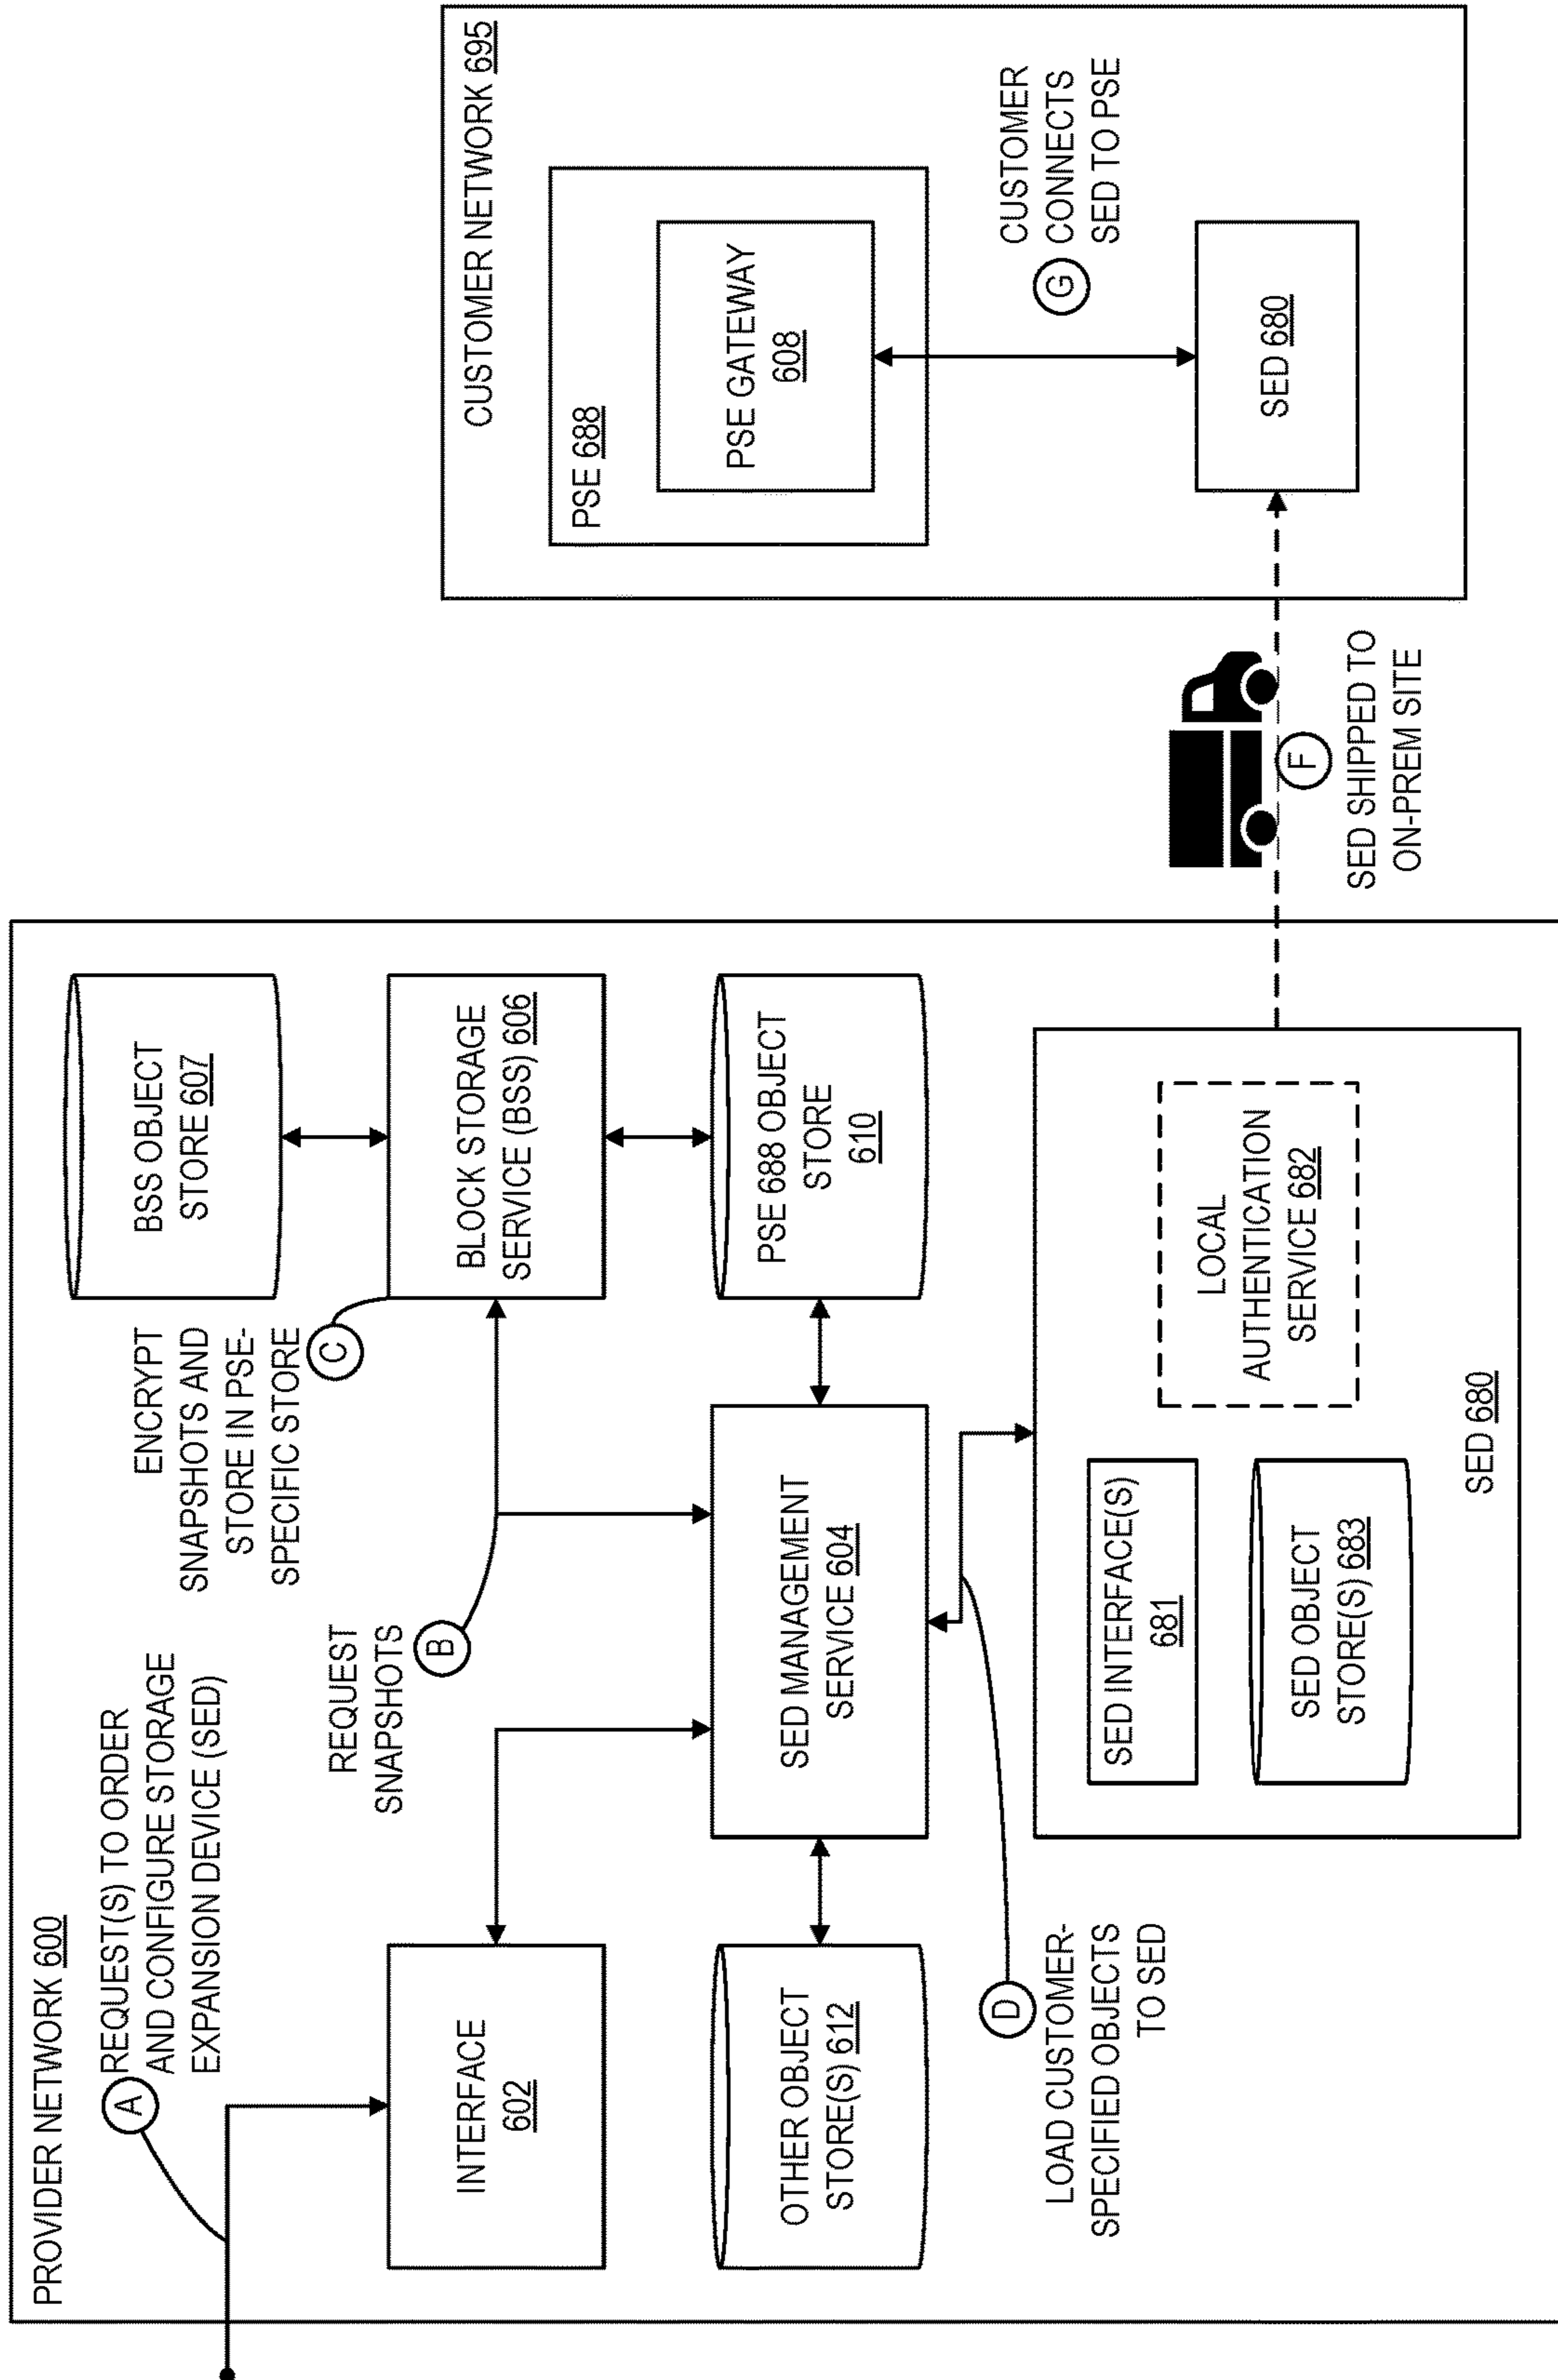 PROVIDER NETWORK 600
A
REQUEST(S) TO ORDER
AND CONFIGURE STORAGE
EXPANSION DEVICE (SED)
INTERFACE
602
REQUEST
SNAPSHOTS
B
ENCRYPT
SNAPSHOTS AND
STORE IN PSE-
SPECIFIC STORE
C
BSS OBJECT
STORE 607
BLOCK STORAGE
SERVICE (BSS) 606
OTHER OBJECT
STORE(S) 612
SED MANAGEMENT
SERVICE 604
PSE 688 OBJECT
STORE
610
D
LOAD CUSTOMER-
SPECIFIED OBJECTS
TO SED
SED INTERFACE(S)
681
SED OBJECT
STORE(S) 683
LOCAL
AUTHENTICATION
SERVICE 682
SED 680
F
SED SHIPPED TO
ON-PREM SITE
CUSTOMER NETWORK 695
PSE 688
PSE GATEWAY
608
G
CUSTOMER
CONNECTS
SED TO PSE
SED 680